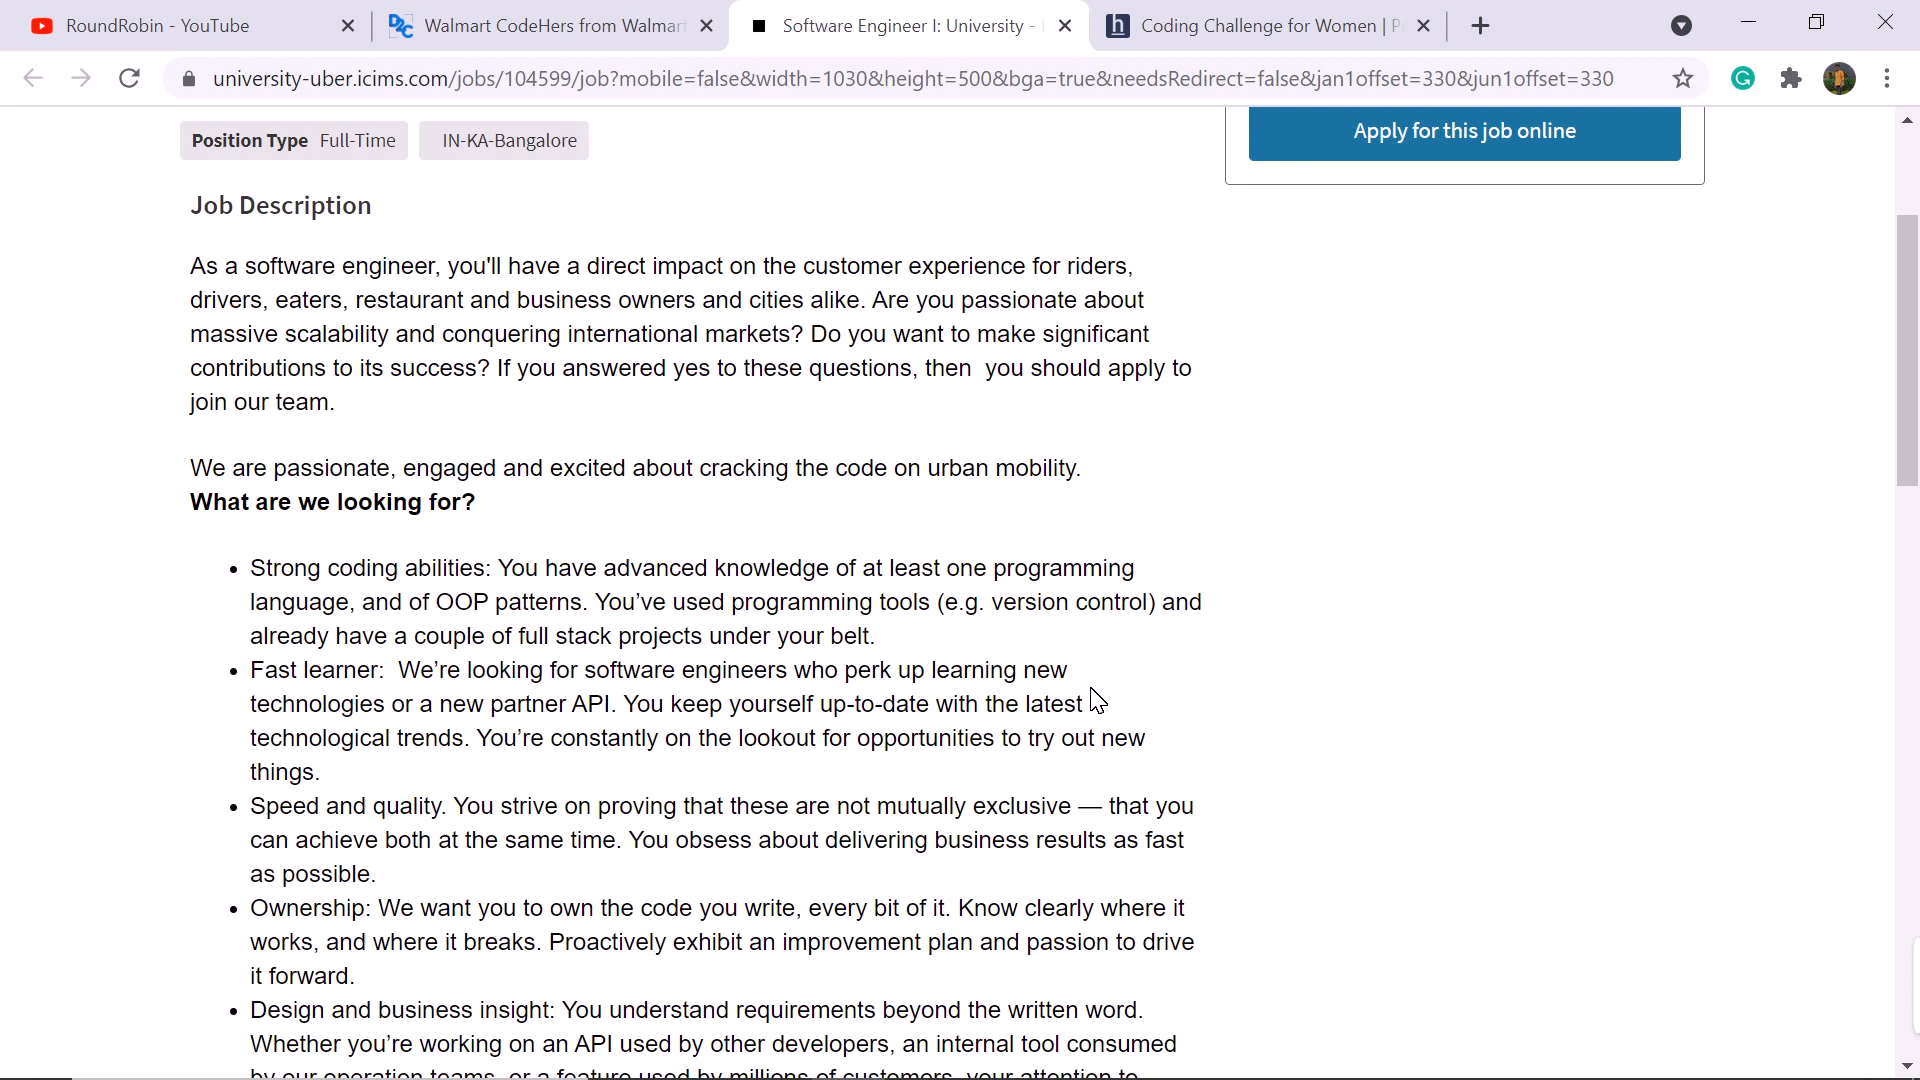 RoundRobin - YouTube
Walmart CodeHers from Walmar
Software Engineer I: University -
Coding Challenge for Women | P
university-uber.icims.com/jobs/104599/job?mobile=false&width=1030&height=500&bga=true&needsRedirect=false&jan1offset=330&jun1offset=330
Position Type Full-Time IN-KA-Bangalore
Apply for this job online
Job Description
As a software engineer, you'll have a direct impact on the customer experience for riders,
drivers, eaters, restaurant and business owners and cities alike. Are you passionate about
massive scalability and conquering international markets? Do you want to make significant
contributions to its success? If you answered yes to these questions, then  you should apply to
join our team.
We are passionate, engaged and excited about cracking the code on urban mobility.
What are we looking for?
• Strong coding abilities: You have advanced knowledge of at least one programming
language, and of OOP patterns. You’ve used programming tools (e.g. version control) and
already have a couple of full stack projects under your belt.
• Fast learner:  We’re looking for software engineers who perk up learning new
technologies or a new partner API. You keep yourself up-to-date with the latest
technological trends. You’re constantly on the lookout for opportunities to try out new
things.
• Speed and quality. You strive on proving that these are not mutually exclusive — that you
can achieve both at the same time. You obsess about delivering business results as fast
as possible.
• Ownership: We want you to own the code you write, every bit of it. Know clearly where it
works, and where it breaks. Proactively exhibit an improvement plan and passion to drive
it forward.
• Design and business insight: You understand requirements beyond the written word.
Whether you’re working on an API used by other developers, an internal tool consumed
by our operation teams, or a feature used by millions of customers, your attention to